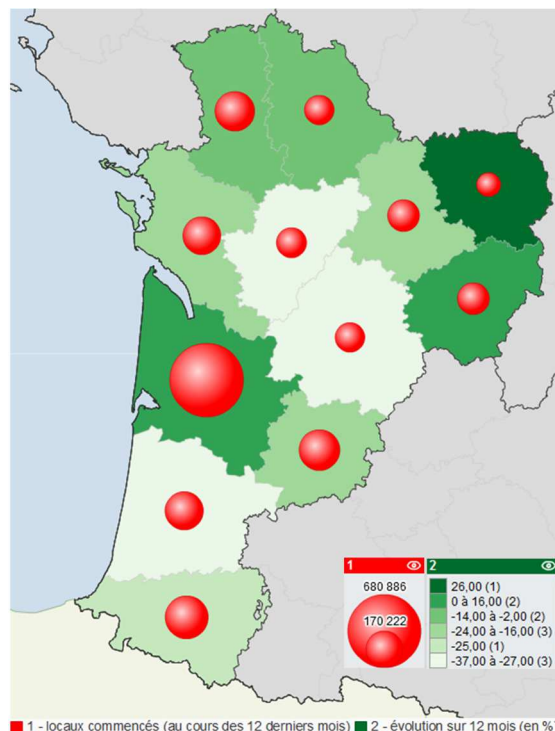 1
2
680 886
170 222
26,00 (1)
0 à 16,00 (2)
-14,00 à -2,00 (2)
-24,00 à -16,00 (3)
-25,00 (1)
-37,00 à -27,00 (3)
1 - locaux commencés (au cours des 12 derniers mois) 2 - évolution sur 12 mois (en %)